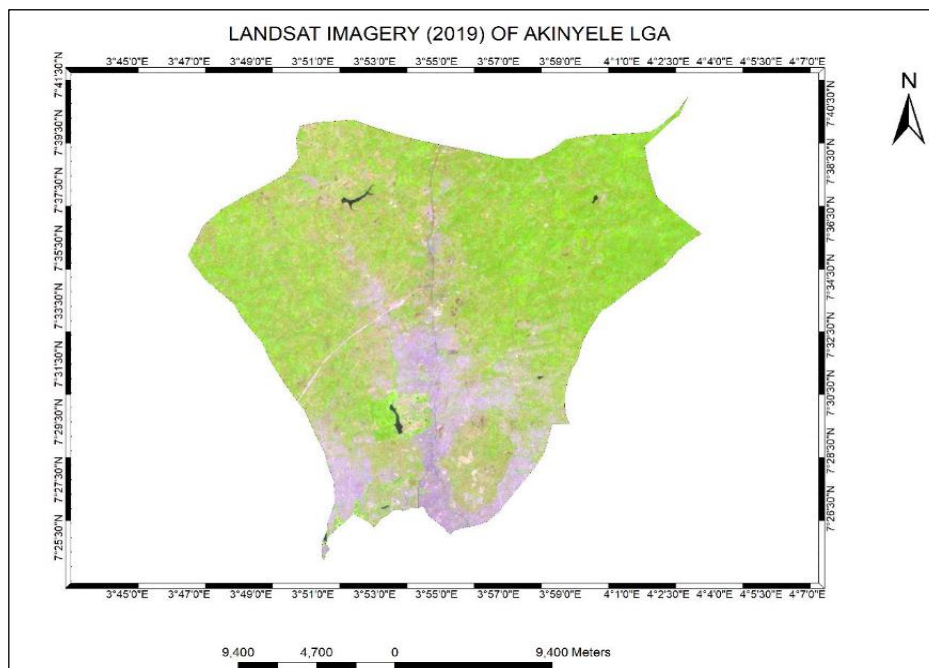 LANDSAT IMAGERY (2019) OF AKINYELE LGA
3°45'0"E 3°47'0"E 3°49'0"E 3°51'0"E 3°53'0"E 3°55'0"E 3°57'0"E 3°59'0"E 4°1'0"E 4°2'30"E 4°4'0"E 4°5'30"E 4°7'0"E
N
7°41'30"N
7°39'30"N
7°37'30"N
7°35'30"N
7°33'30"N
7°31'30"N
7°29'30"N
7°27'30"N
7°25'30"N
7°40'30"N
7°38'30"N
7°36'30"N
7°34'30"N
7°32'30"N
7°30'30"N
7°28'30"N
7°26'30"N
3°45'0"E 3°47'0"E 3°49'0"E 3°51'0"E 3°53'0"E 3°55'0"E 3°57'0"E 3°59'0"E 4°1'0"E 4°2'30"E 4°4'0"E 4°5'30"E 4°7'0"E
9,400 4,700 0 9,400 Meters